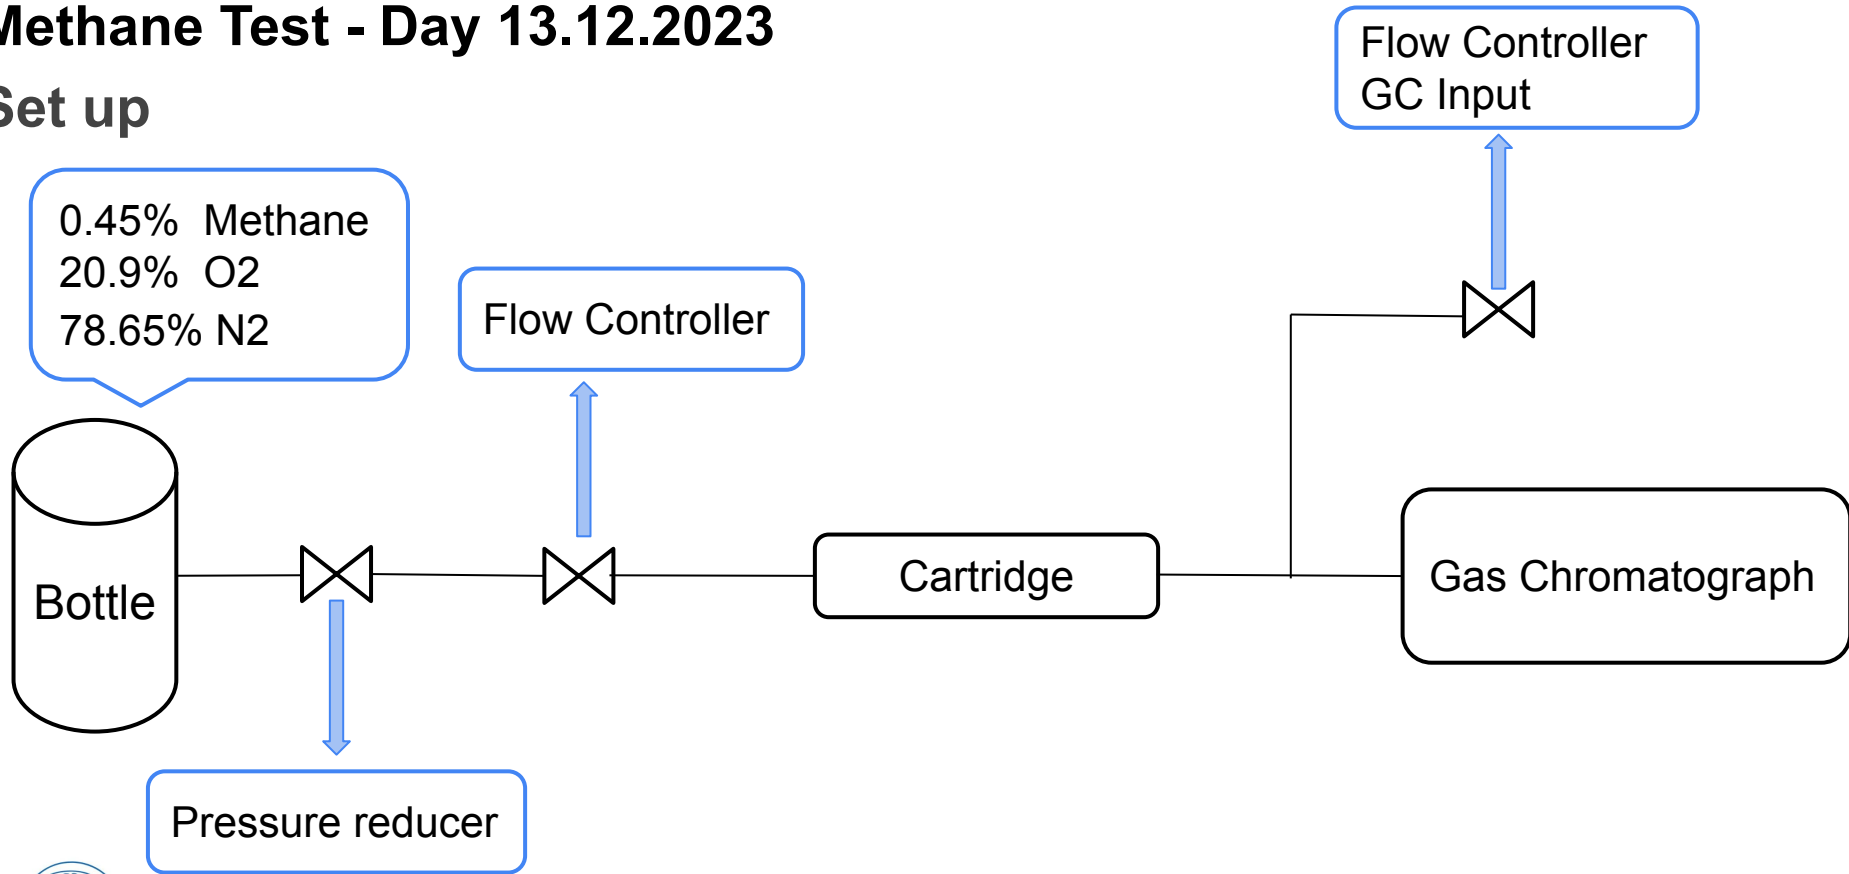 Methane Test - Day 13.12.2023
Set up
Flow Controller
GC Input
0.45% Methane
20.9% O2
78.65% N2
Flow Controller
Bottle
Cartridge
Gas Chromatograph
Pressure reducer